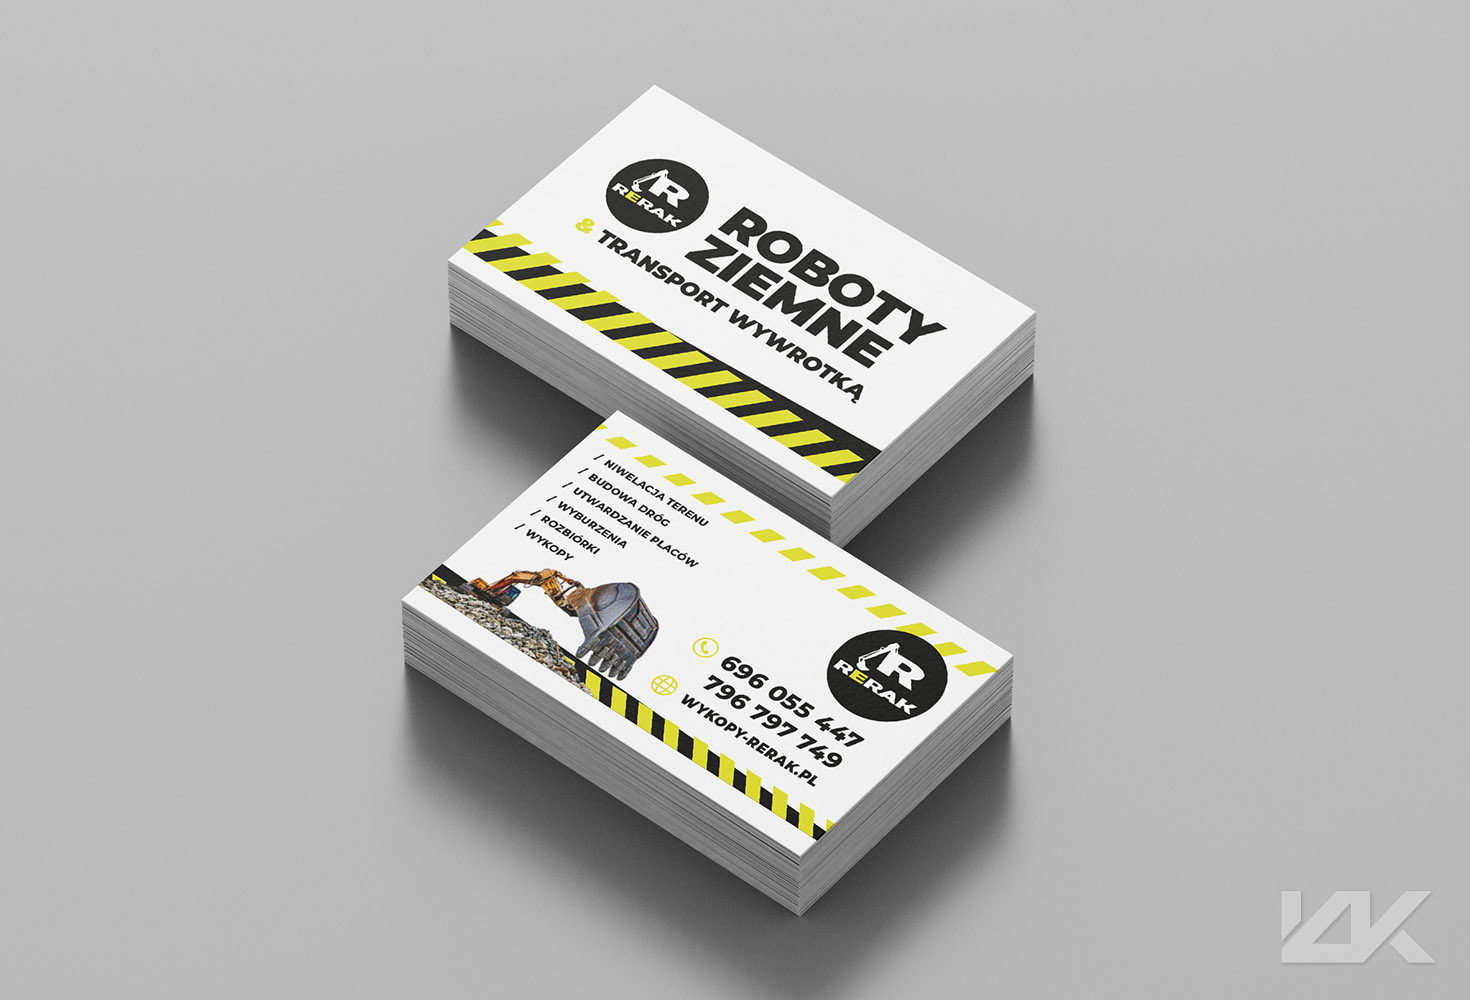 R
RERAK
ROBOTY
ZIEMNE
& TRANSPORT WYWROTKĄ
/ NIWELACJA TERENU
/ BUDOWA DRÓG
/ UTWARDZANIE PLACÓW
/ WYBURZENIA
/ ROZBIÓRKI
/ WYKOPY
696 055 447
796 797 749
WYKOPY-RERAK.PL
R
RERAK